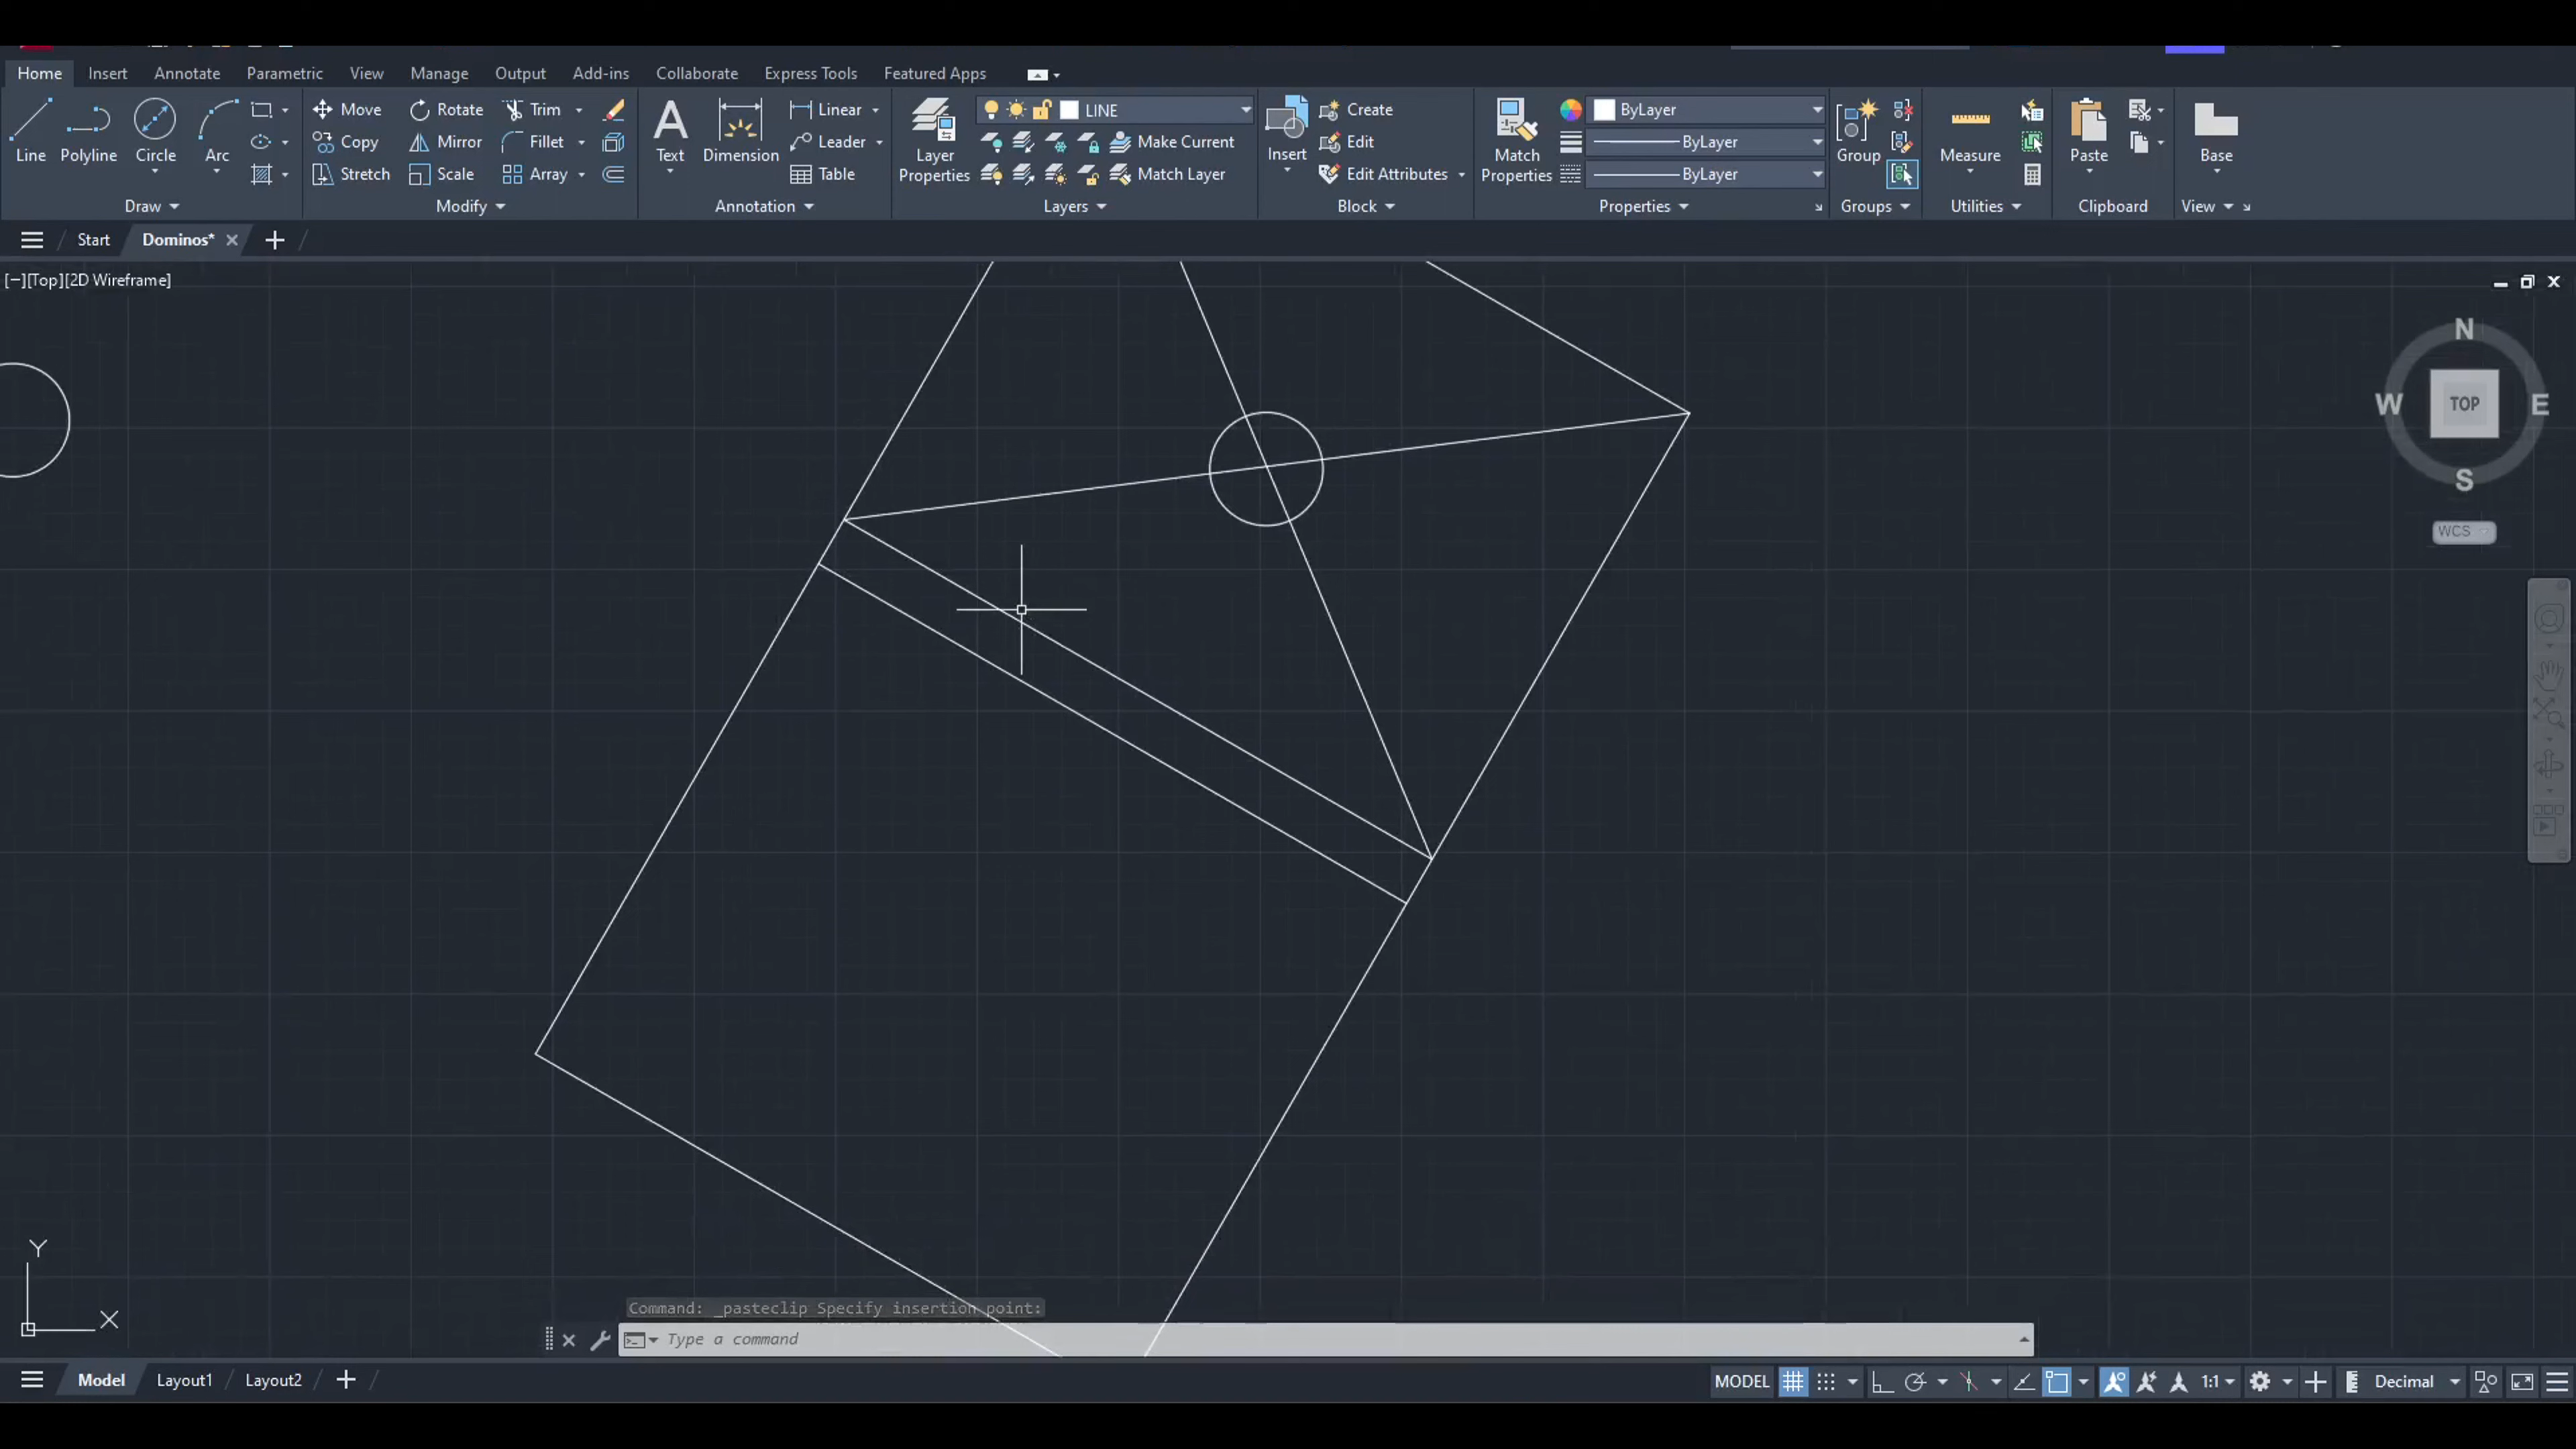 Home Insert Annotate Parametric View Manage Output Add-ins Collaborate Express Tools Featured Apps
Move Rotate Trim Linear LINE Create ByLayer
Line Polyline Circle Arc Copy Mirror Fillet Text Dimension Leader Layer Properties Make Current Insert Edit Match Properties ByLayer Group Measure Paste Base
Stretch Scale Array Table Match Layer Edit Attributes ByLayer
Draw Modify Annotation Layers Block Properties Groups Utilities Clipboard View
Start Dominos*
[−][Top][2D Wireframe]
N
W TOP E
S
WCS
Y
X
Command: _pasteclip Specify insertion point:
Type a command
Model Layout1 Layout2 MODEL 1:1 Decimal